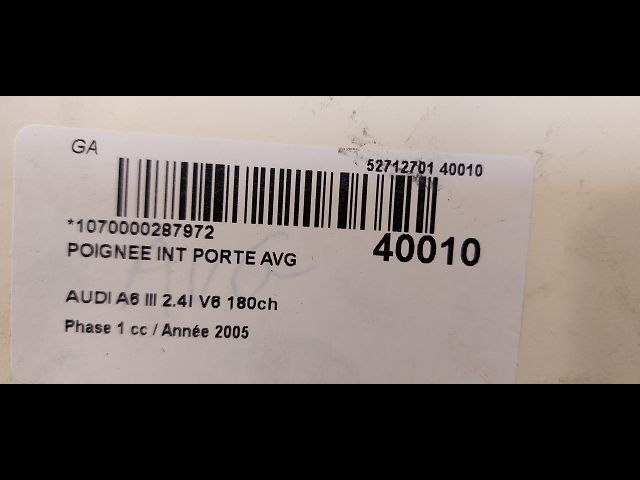 GA
52712701 40010
*1070000287972
40010
POIGNEE INT PORTE AVG
AUDI A6 III 2.4I V6 180ch
Phase 1 cc / Année 2005